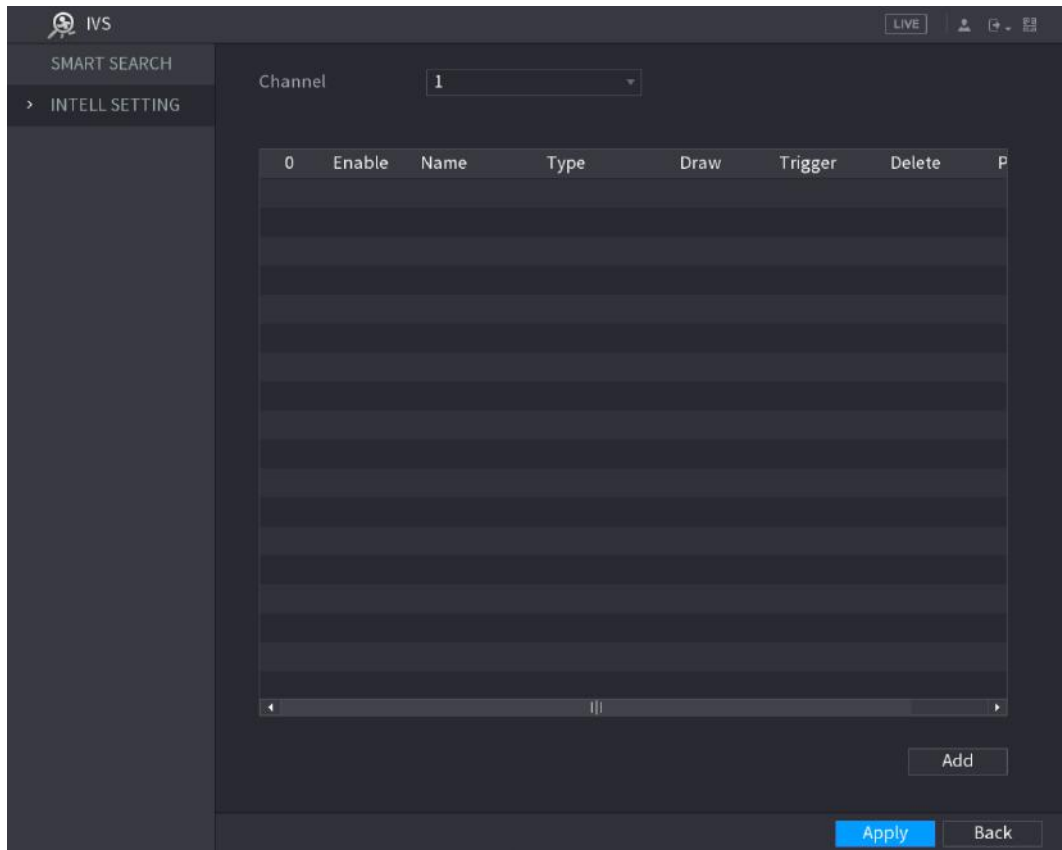 IVS LIVE
SMART SEARCH
Channel 1
> INTELL SETTING
0 Enable Name Type Draw Trigger Delete P
Add
Apply Back